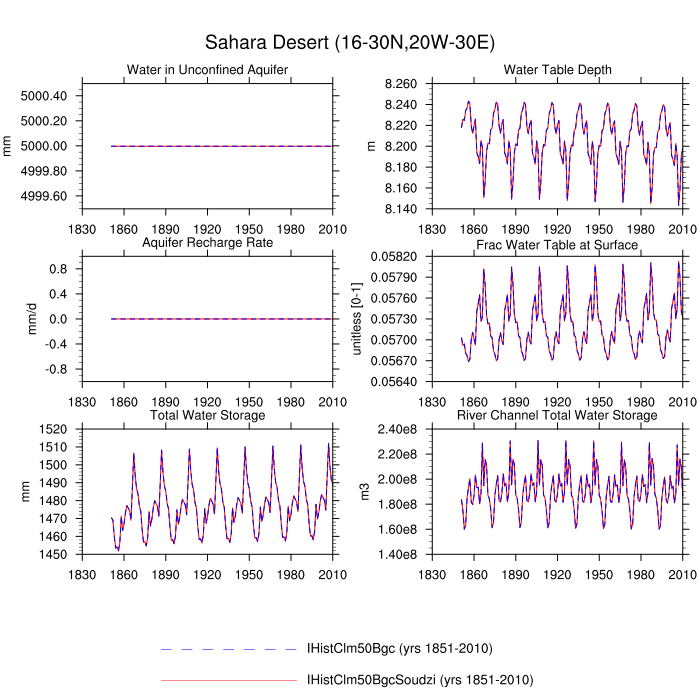 Sahara Desert (16-30N,20W-30E)
Water in Unconfined Aquifer
Water Table Depth
5000.40
5000.20
5000.00
4999.80
4999.60
mm
1830 1860 1890 1920 1950 1980 2010
8.260
8.240
8.220
8.200
8.180
8.160
8.140
m
1830 1860 1890 1920 1950 1980 2010
Aquifer Recharge Rate
Frac Water Table at Surface
0.8
0.4
0.0
-0.4
-0.8
mm/d
1830 1860 1890 1920 1950 1980 2010
0.05820
0.05790
0.05760
0.05730
0.05700
0.05670
0.05640
unitless [0-1]
1830 1860 1890 1920 1950 1980 2010
Total Water Storage
River Channel Total Water Storage
1520
1510
1500
1490
1480
1470
1460
1450
mm
1830 1860 1890 1920 1950 1980 2010
2.40e8
2.20e8
2.00e8
1.80e8
1.60e8
1.40e8
m3
1830 1860 1890 1920 1950 1980 2010
IHistClm50Bgc (yrs 1851-2010)
IHistClm50BgcSoudzi (yrs 1851-2010)